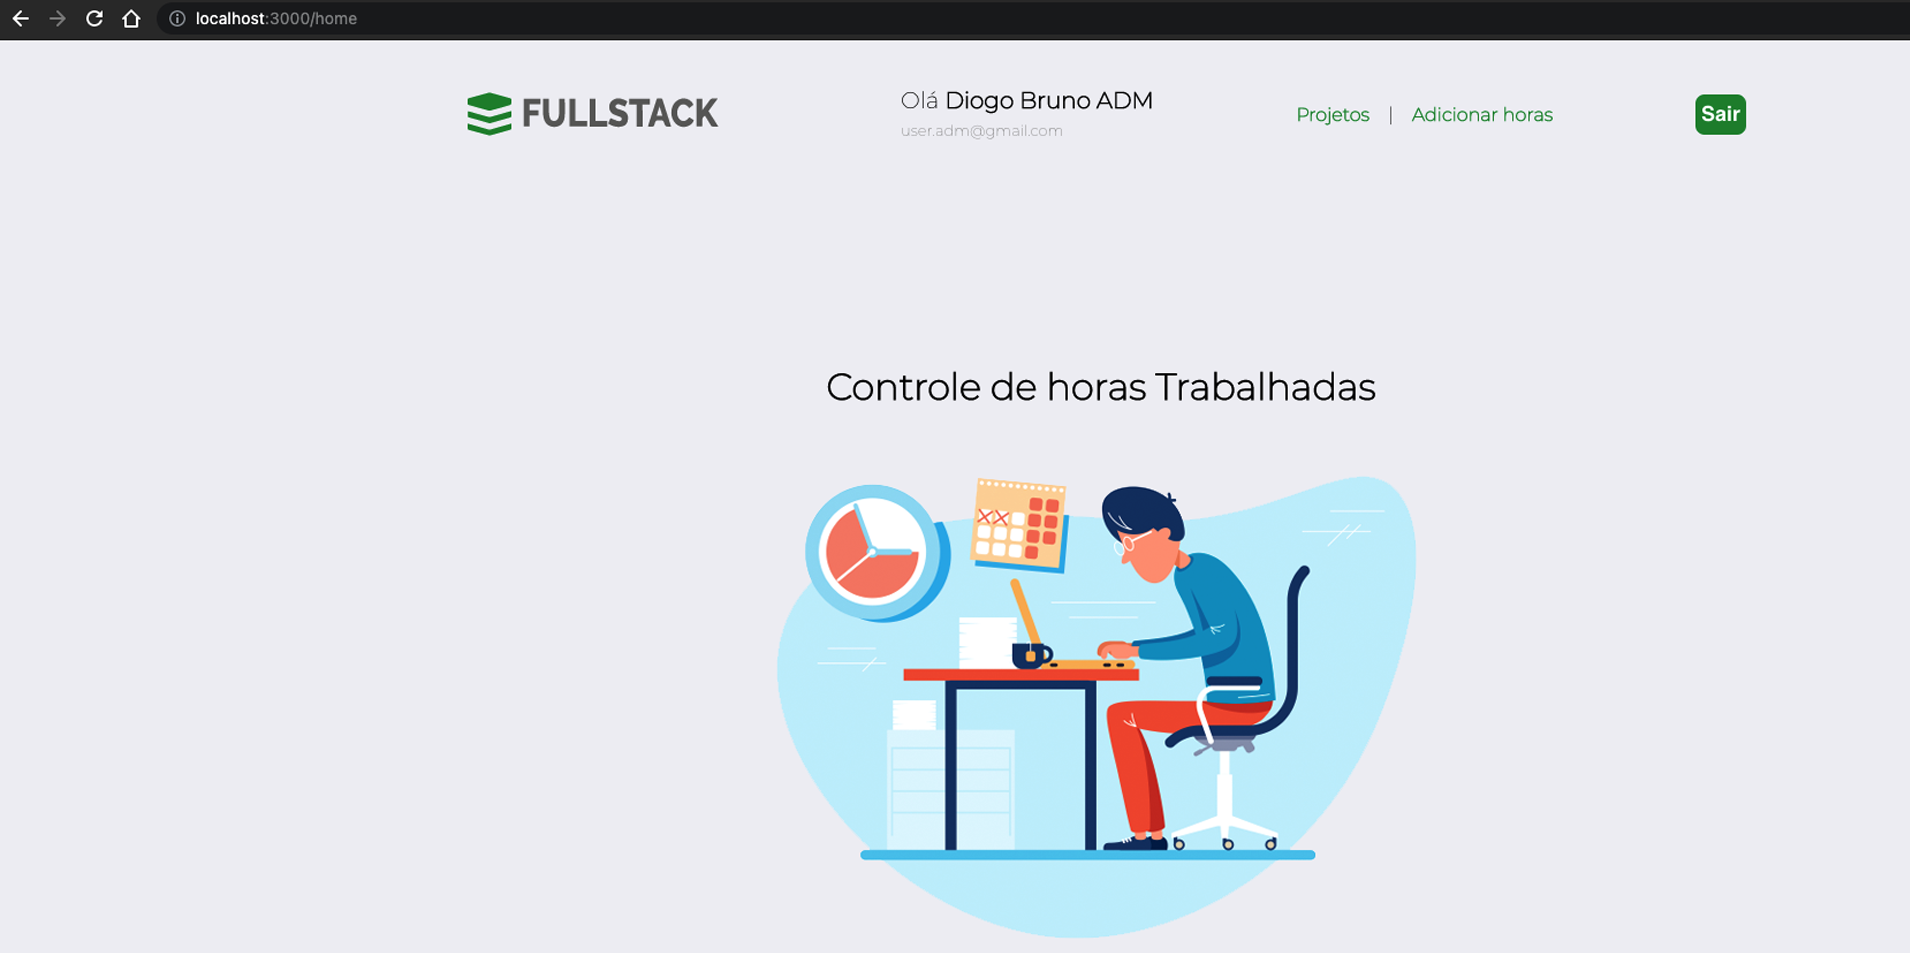 localhost:3000/home
FULLSTACK
Olá Diogo Bruno ADM
user.adm@gmail.com
Projetos | Adicionar horas
Sair
Controle de horas Trabalhadas